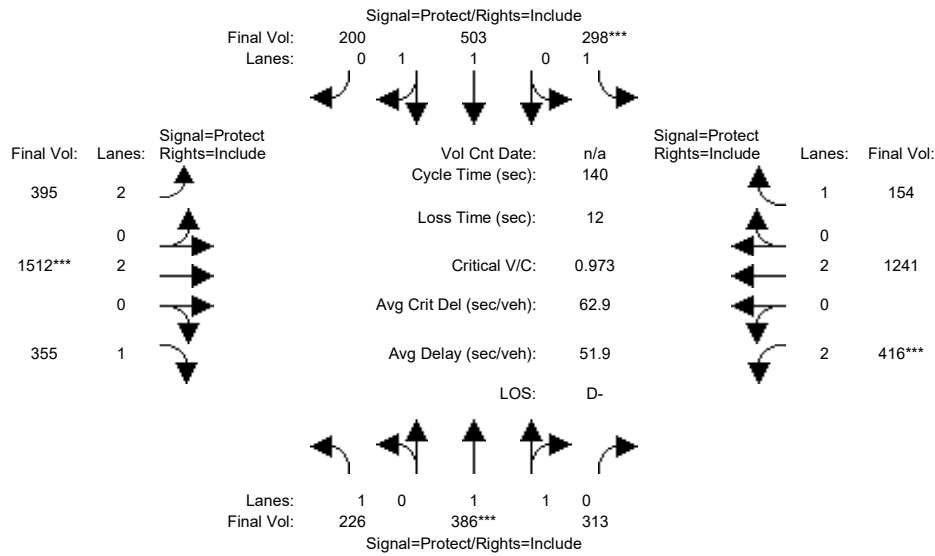 Signal=Protect/Rights=Include
Final Vol: 200 503 298***
Lanes: 0 1 1 0 1
Signal=Protect Signal=Protect
Final Vol: Lanes: Rights=Include Vol Cnt Date: n/a Rights=Include Lanes: Final Vol:
Cycle Time (sec): 140
395 2 1 154
Loss Time (sec): 12
0 0
1512*** 2 Critical V/C: 0.973 2 1241
0 Avg Crit Del (sec/veh): 62.9 0
355 1 Avg Delay (sec/veh): 51.9 2 416***
LOS: D-
Lanes: 1 0 1 1 0
Final Vol: 226 386*** 313
Signal=Protect/Rights=Include